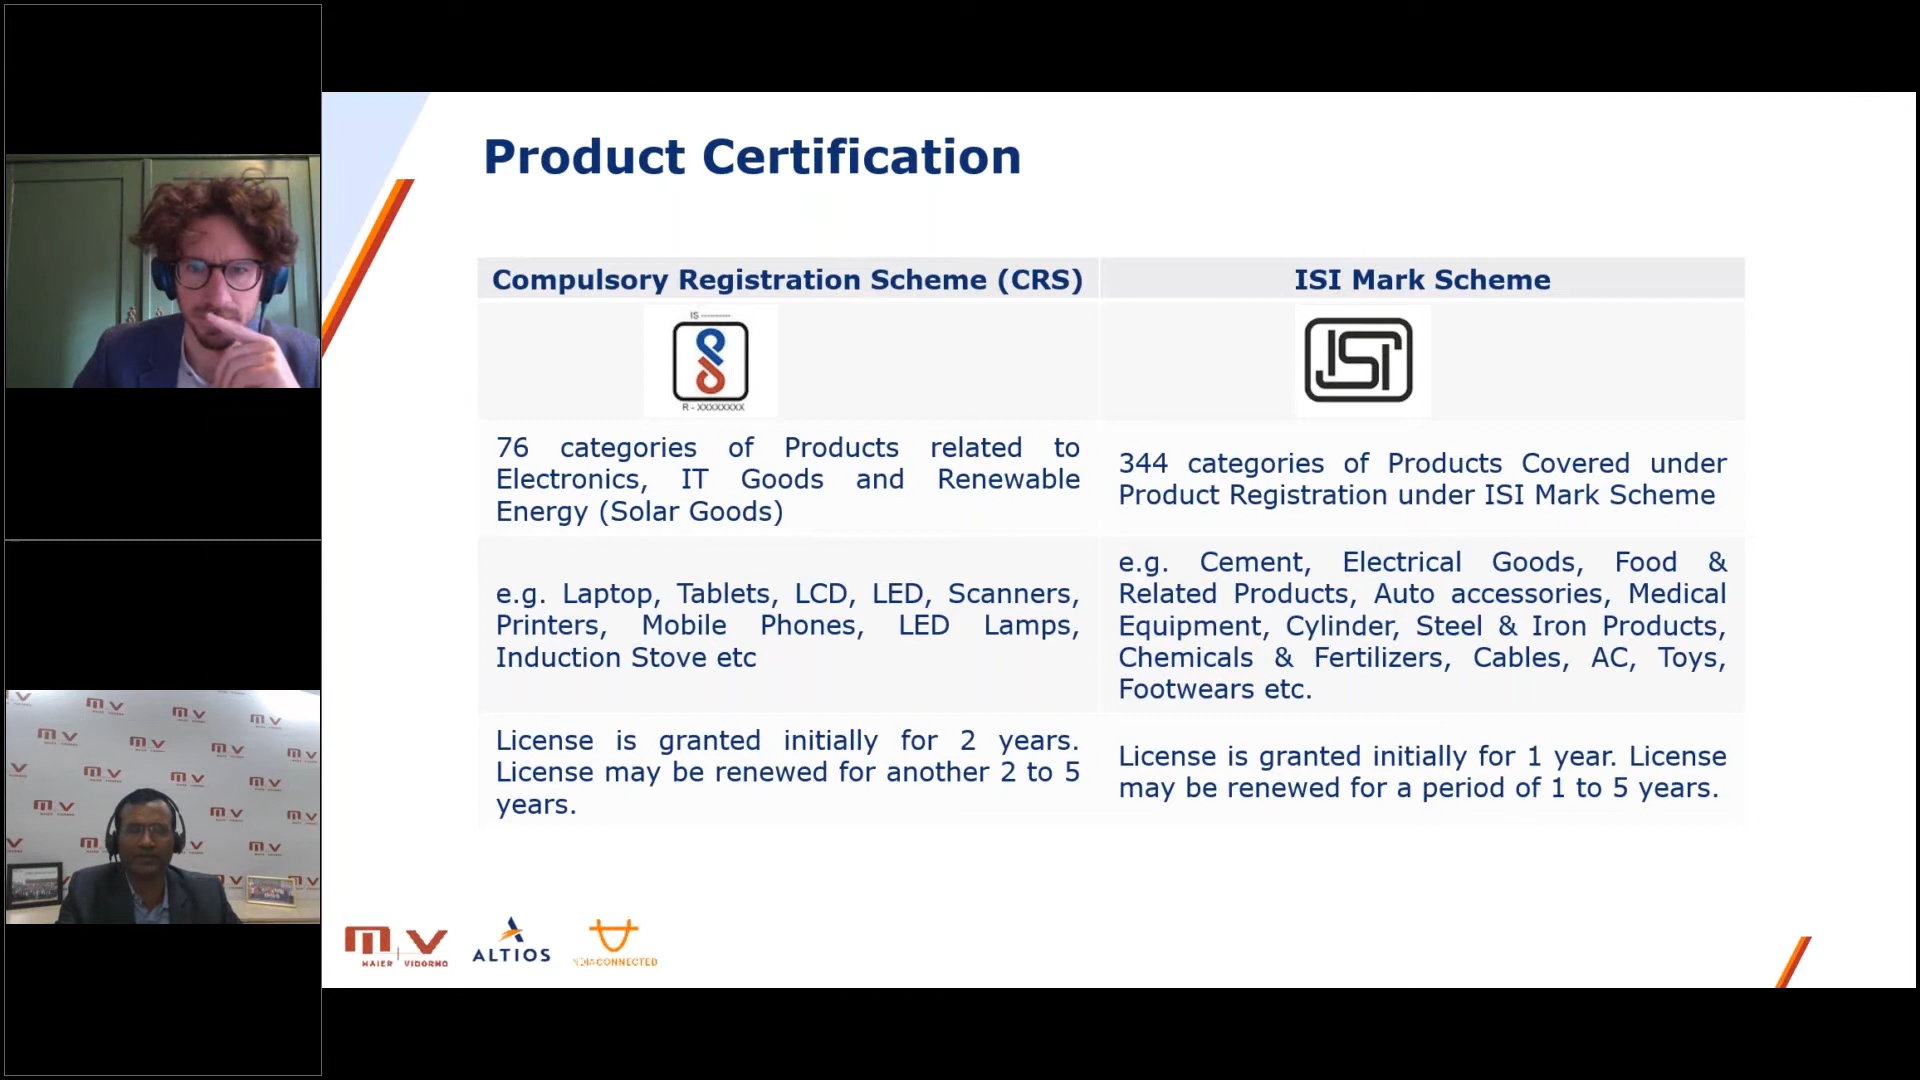 Product Certification
Compulsory Registration Scheme (CRS)
ISI Mark Scheme
IS ----------
R - XXXXXXXX
ISI
76 categories of Products related to
Electronics, IT Goods and Renewable
Energy (Solar Goods)
344 categories of Products Covered under
Product Registration under ISI Mark Scheme
e.g. Laptop, Tablets, LCD, LED, Scanners,
Printers, Mobile Phones, LED Lamps,
Induction Stove etc
e.g. Cement, Electrical Goods, Food &
Related Products, Auto accessories, Medical
Equipment, Cylinder, Steel & Iron Products,
Chemicals & Fertilizers, Cables, AC, Toys,
Footwears etc.
License is granted initially for 2 years.
License may be renewed for another 2 to 5
years.
License is granted initially for 1 year. License
may be renewed for a period of 1 to 5 years.
MV
MAIER VIDORNO
ALTIOS